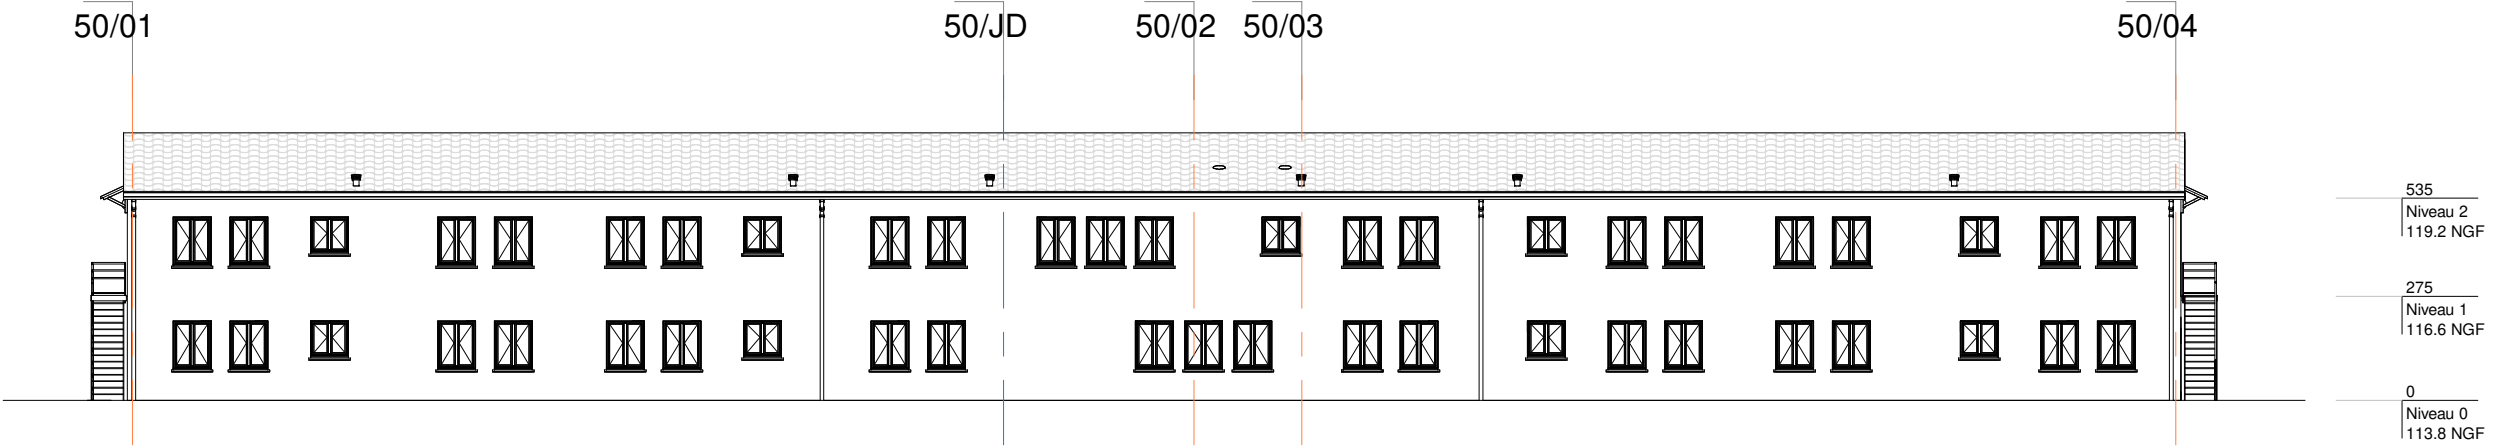 50/01
50/JD
50/02
50/03
50/04
535
Niveau 2
119.2 NGF
275
Niveau 1
116.6 NGF
0
Niveau 0
113.8 NGF